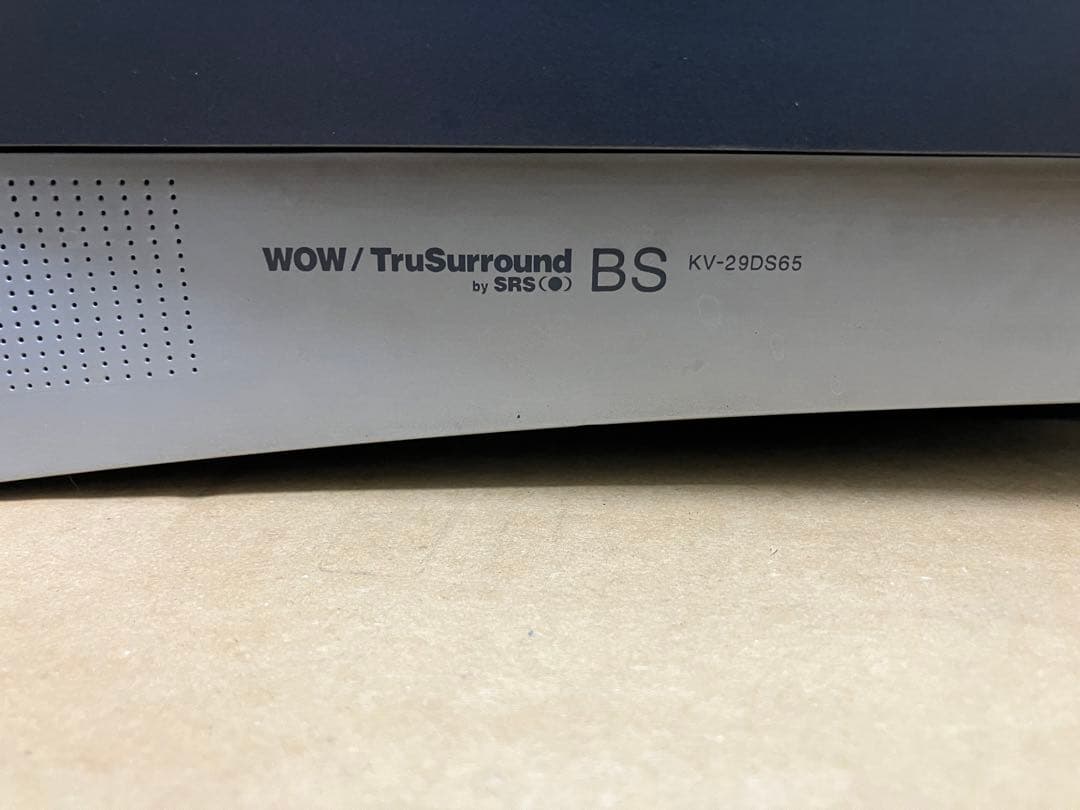 WOW/TruSurround BS KV-29DS65
by SRS(●)